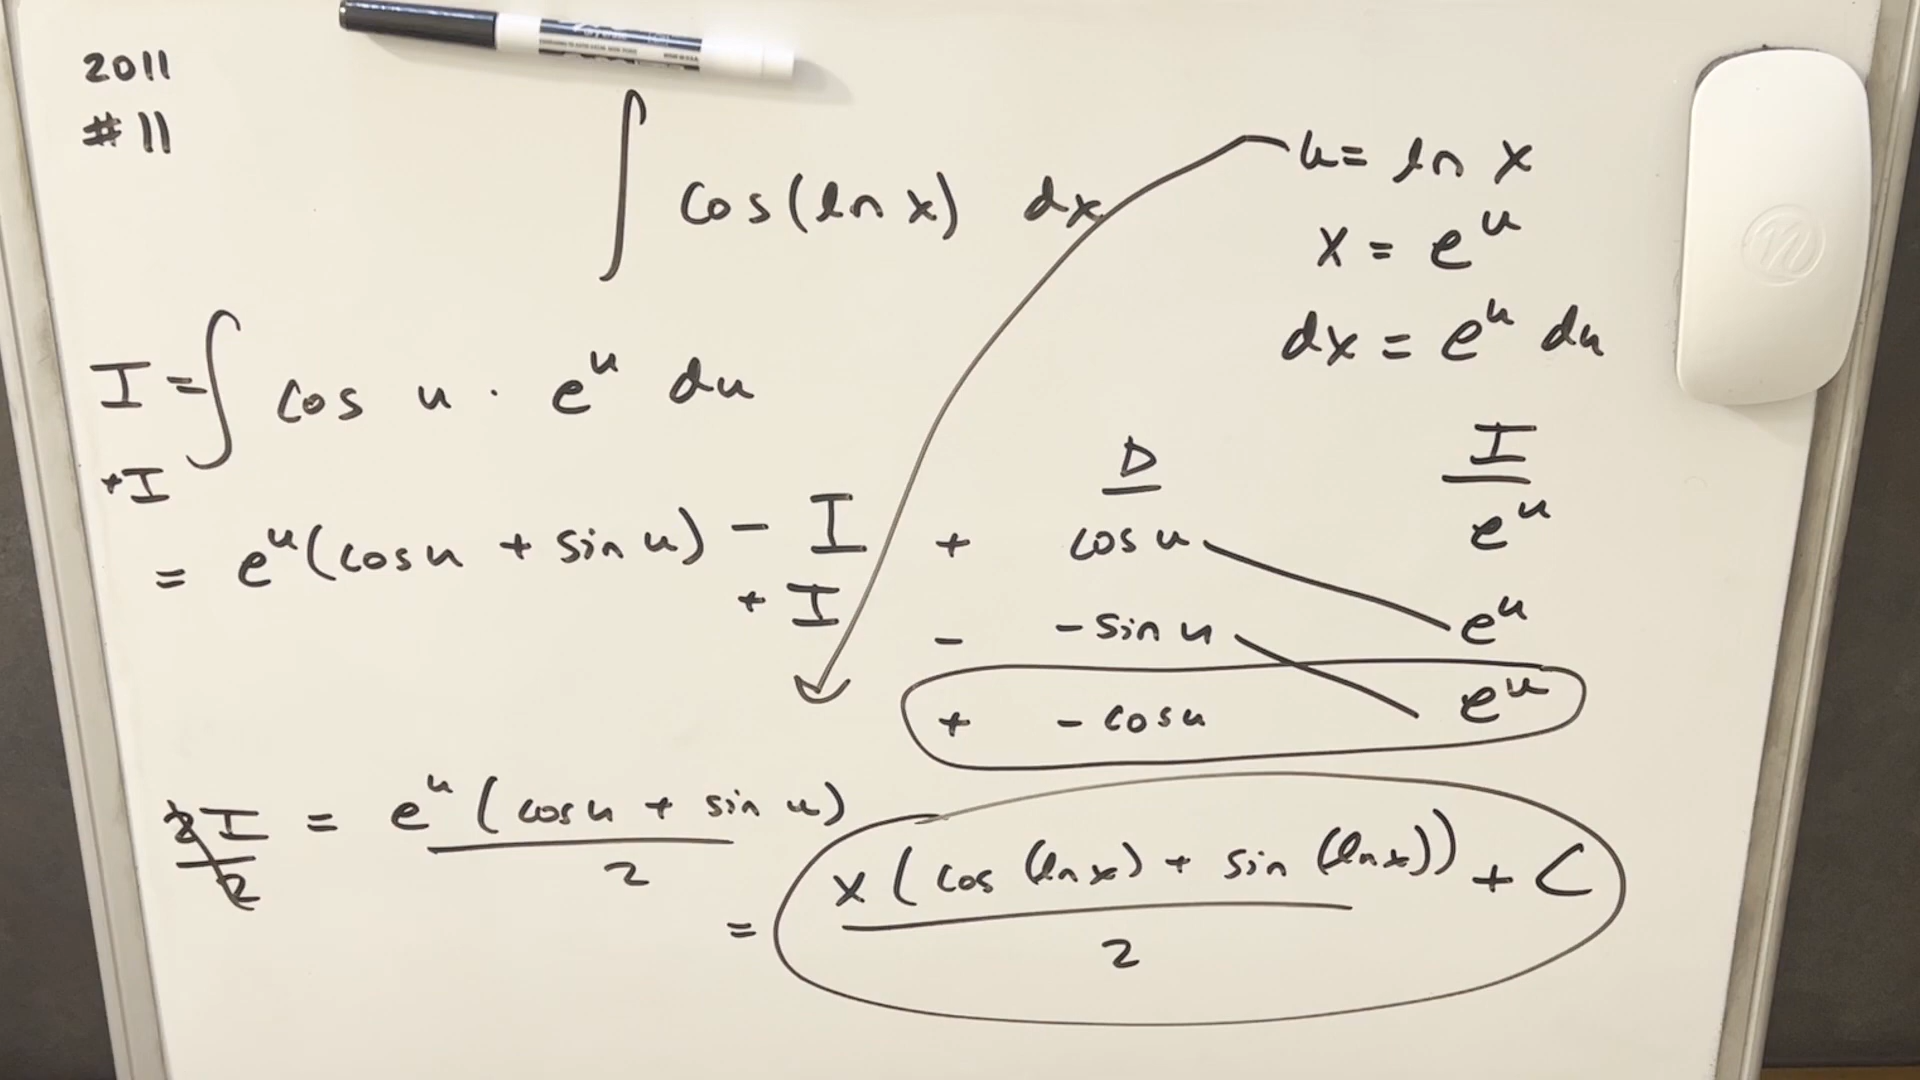 2011
#11
∫ cos(ln x) dx
u = ln x
x = e^u
dx = e^u du
I = ∫ cos u · e^u du
+I
= e^u(cos u + sin u) - I
+ I
D I
+ cos u e^u
- - sin u e^u
+ - cos u e^u
2I/2 = e^u (cos u + sin u)/2
= x(cos(ln x) + sin(ln x))/2 + C